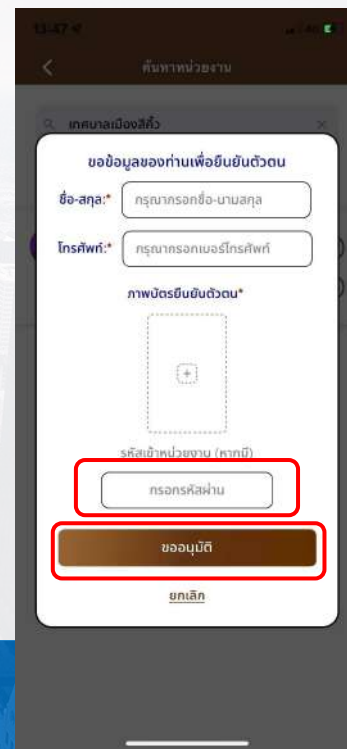 13:47
4G
ค้นหาหน่วยงาน
เทศบาลเมืองสีคิ้ว
ขอข้อมูลของท่านเพื่อยืนยันตัวตน
ชื่อ-สกุล:* กรุณากรอกชื่อ-นามสกุล
โทรศัพท์:* กรุณากรอกเบอร์โทรศัพท์
ภาพบัตรยืนยันตัวตน*
รหัสเข้าหน่วยงาน (หากมี)
กรอกรหัสผ่าน
ขออนุมัติ
ยกเลิก